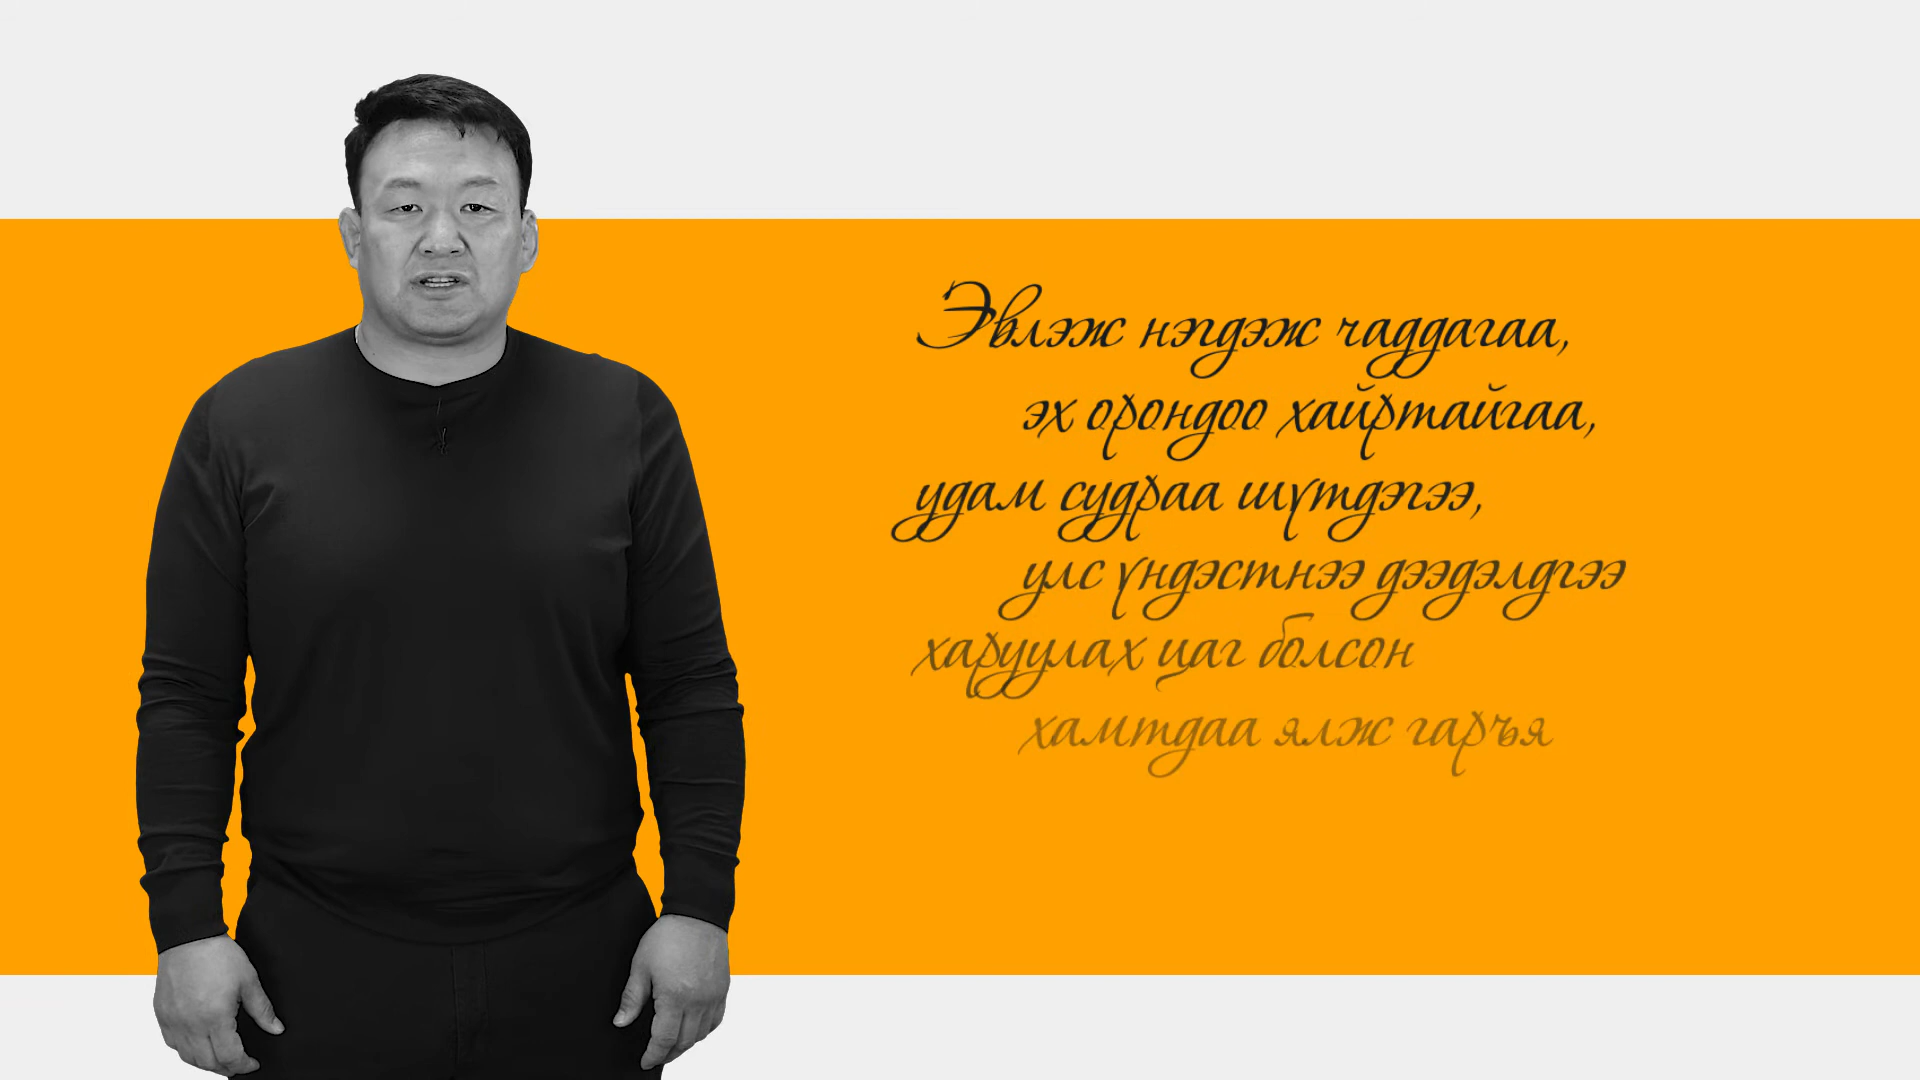 Эвлэж нэгдэж чаддагаа,
эх орондоо хайртайгаа,
удам судраа шүтдэгээ,
улс үндэстнээ дээдэлдгээ
харуулах цаг болсон
хамтдаа ялж гаръя